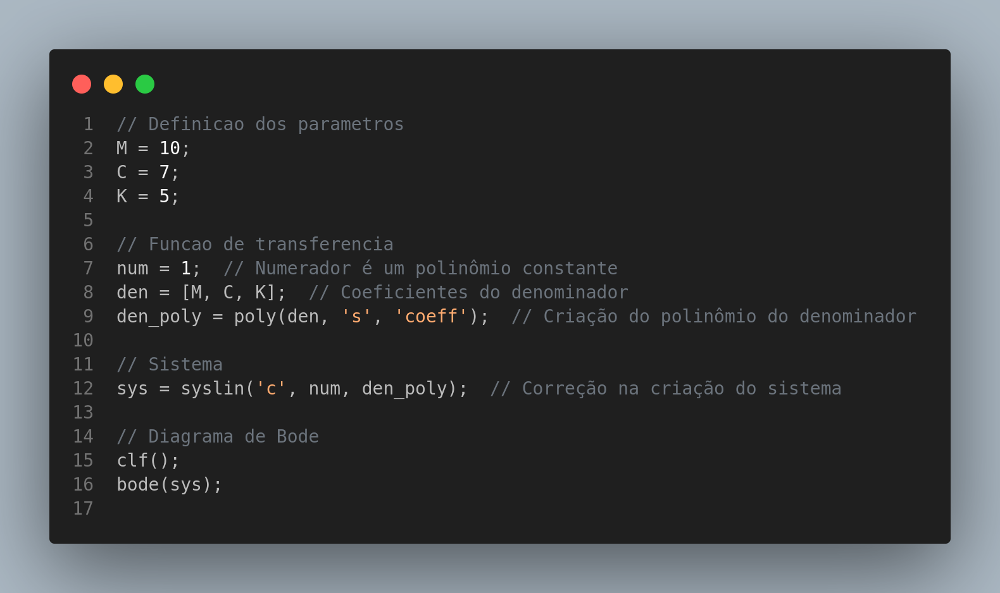 1 // Definicao dos parametros
2 M = 10;
3 C = 7;
4 K = 5;
5
6 // Funcao de transferencia
7 num = 1;  // Numerador é um polinômio constante
8 den = [M, C, K];  // Coeficientes do denominador
9 den_poly = poly(den, 's', 'coeff');  // Criação do polinômio do denominador
10
11 // Sistema
12 sys = syslin('c', num, den_poly);  // Correção na criação do sistema
13
14 // Diagrama de Bode
15 clf();
16 bode(sys);
17